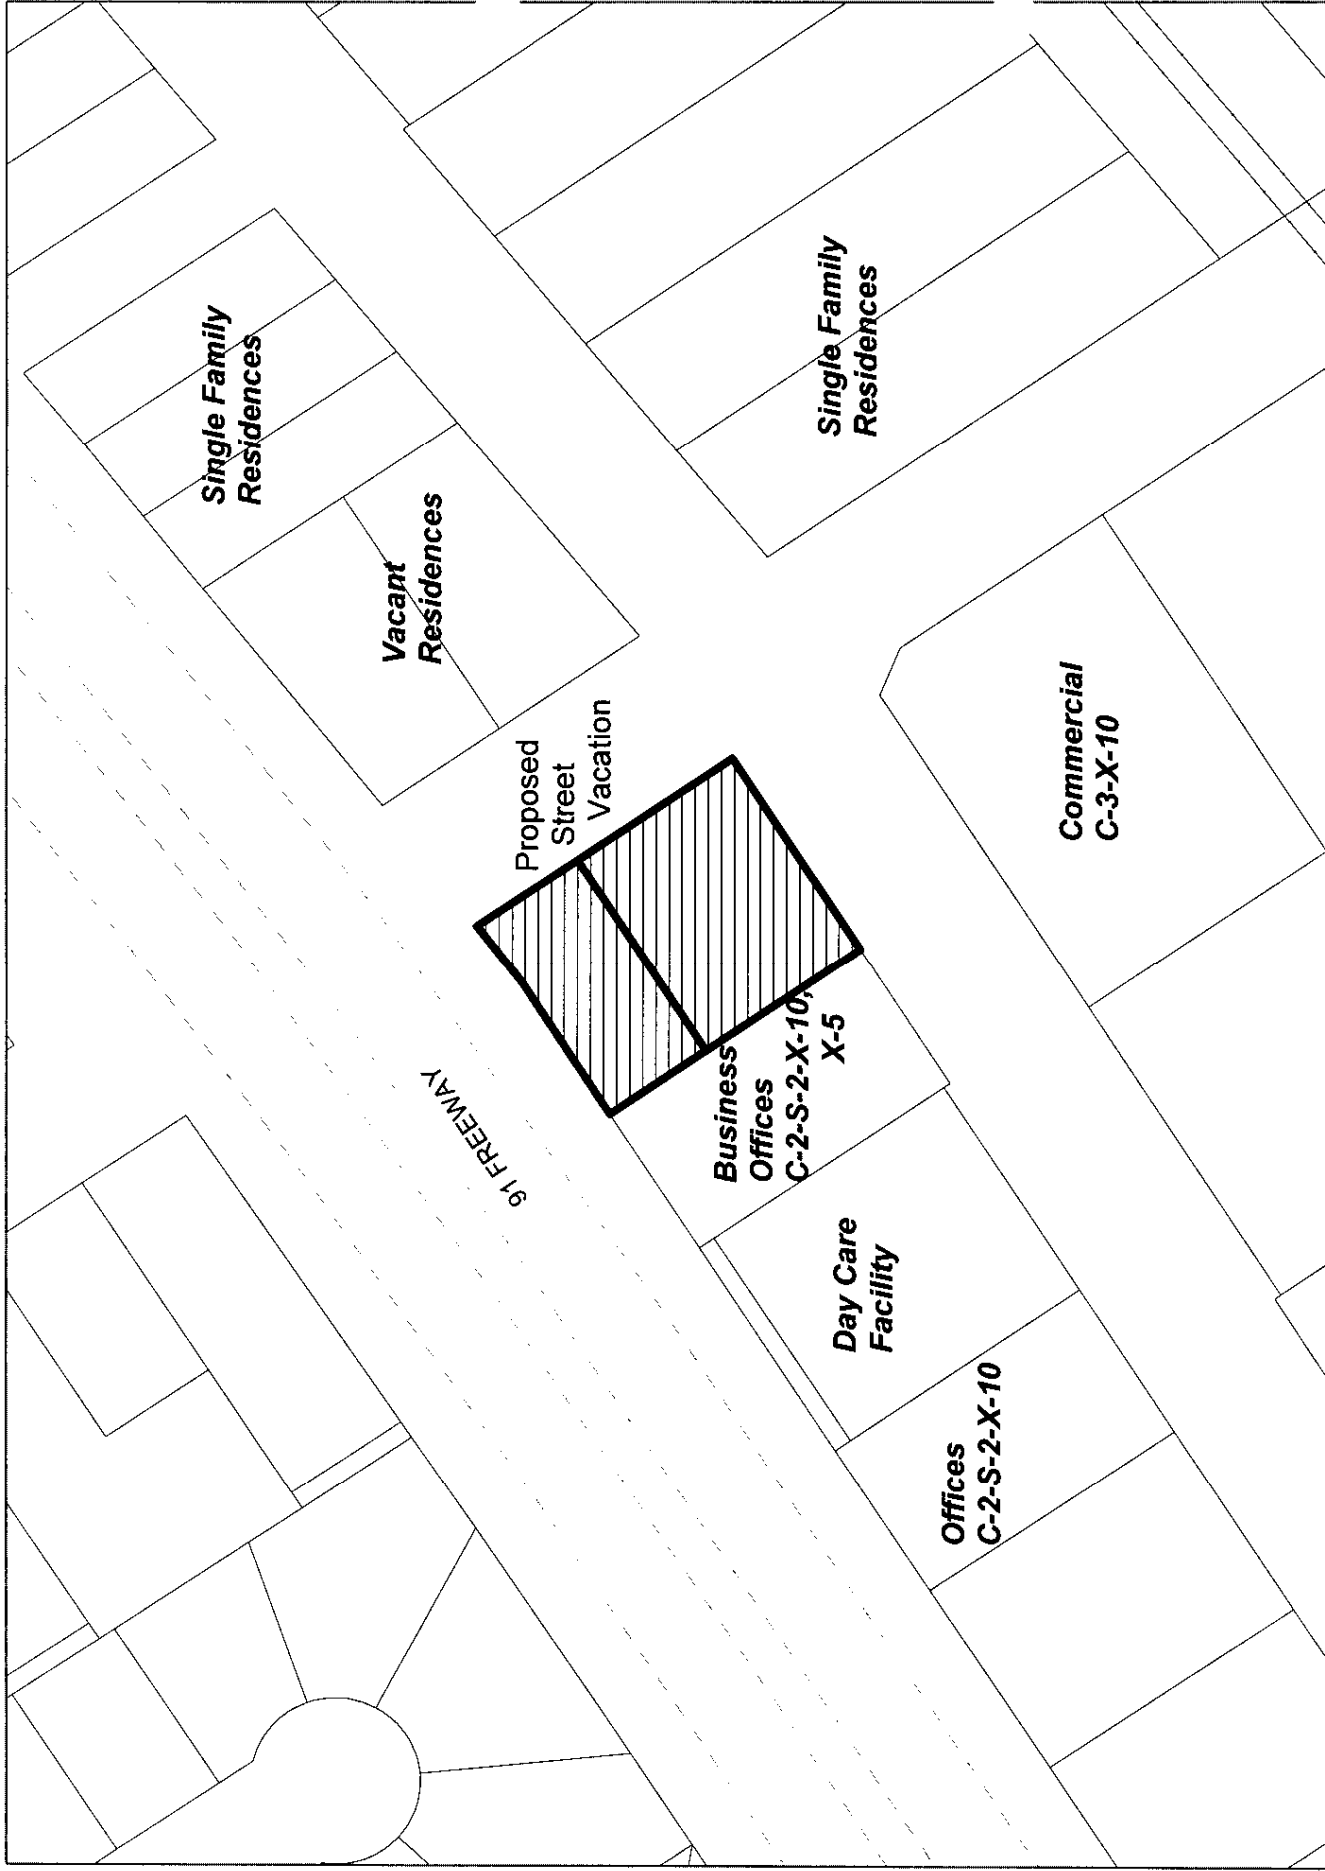 91 FREEWAY
Proposed
Street
Vacation
Vacant
Residences
Single Family
Residences
Single Family
Residences
Business
Offices
C-2-S-2-X-10,
X-5
Day Care
Facility
Offices
C-2-S-2-X-10
Commercial
C-3-X-10